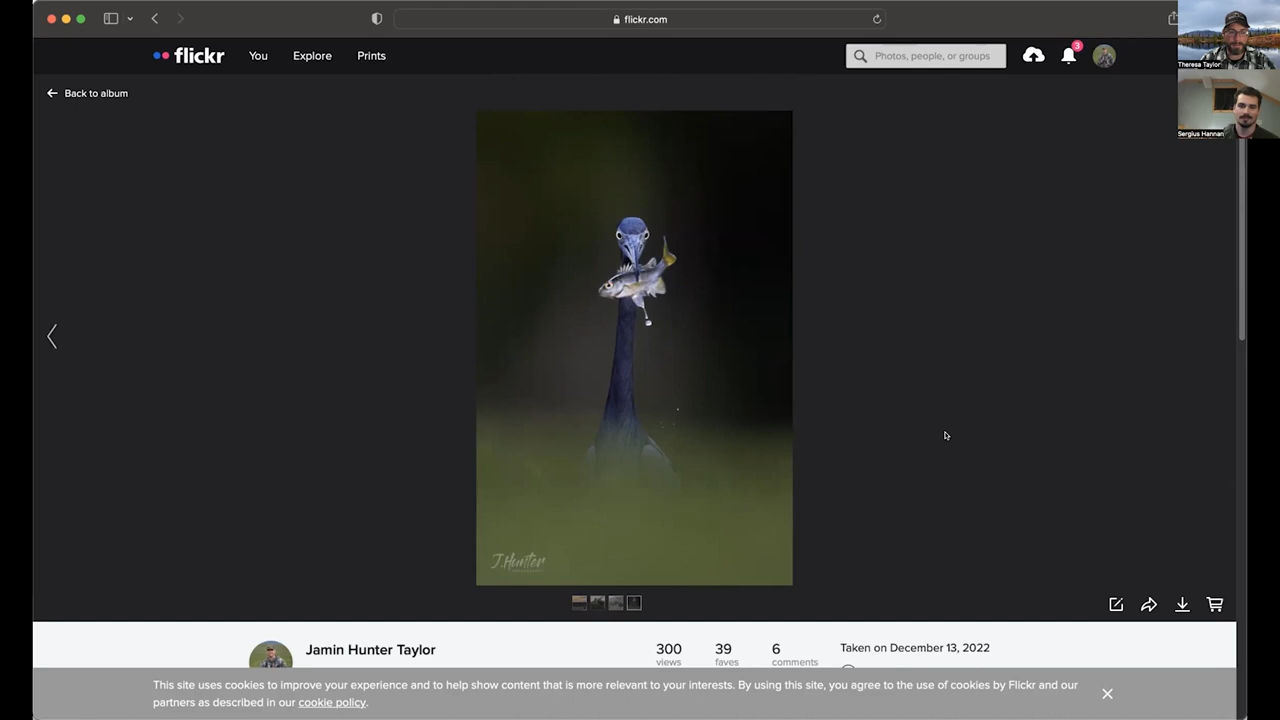 flickr.com
flickr
You
Explore
Prints
Photos, people, or groups
3
Theresa Taylor
Sergius Hannan
Back to album
J.Hunter
Jamin Hunter Taylor
300
views
39
faves
6
comments
Taken on December 13, 2022
This site uses cookies to improve your experience and to help show content that is more relevant to your interests. By using this site, you agree to the use of cookies by Flickr and our
partners as described in our cookie policy.